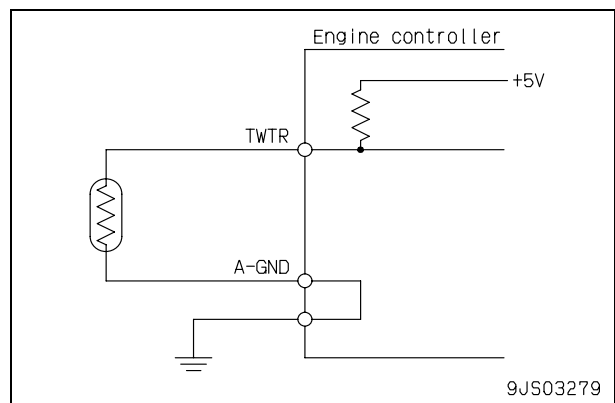 Engine controller
+5V
TWTR
A-GND
9JS03279